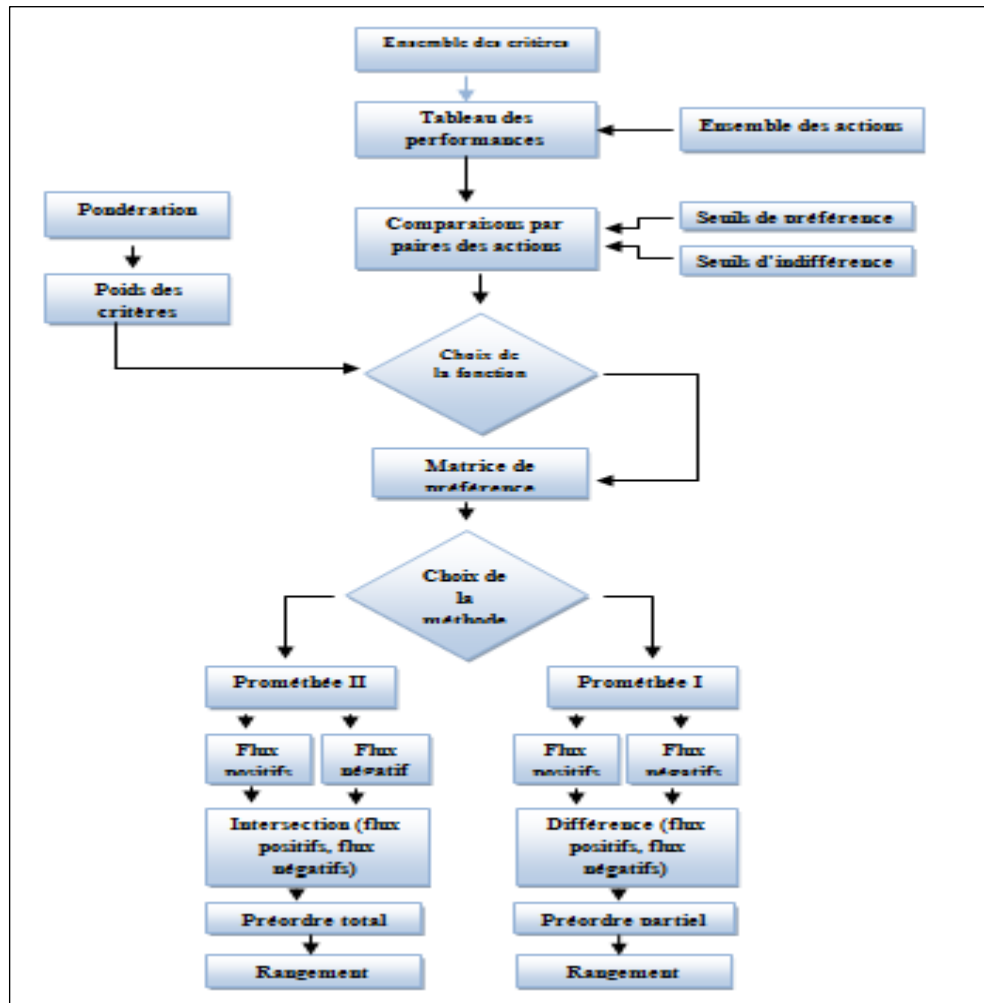 Ensemble des critères
Tableau des
performances
Ensemble des actions
Pondération
Comparaisons par
paires des actions
Seuils de préférence
Seuils d'indifférence
Poids des
critères
Choix de
la fonction
Matrice de
préférence
Choix de
la
méthode
Prométhée II
Prométhée I
Flux
positifs
Flux
négatif
Flux
positifs
Flux
négatifs
Intersection (flux
positifs, flux
négatifs)
Différence (flux
positifs, flux
négatifs)
Préordre total
Préordre partiel
Rangement
Rangement